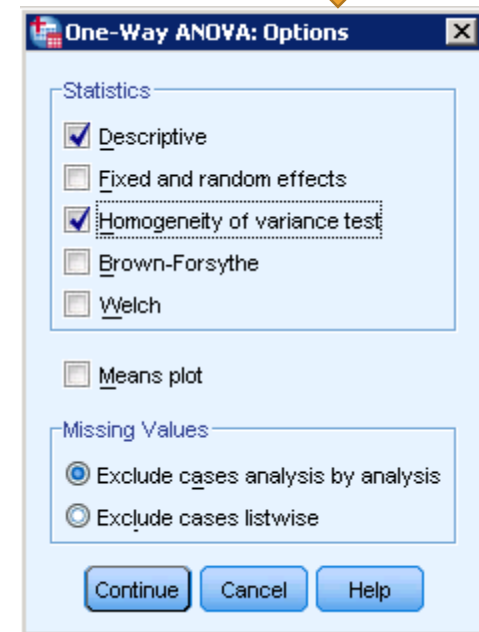 One-Way ANOVA: Options
Statistics
Descriptive
Fixed and random effects
Homogeneity of variance test
Brown-Forsythe
Welch
Means plot
Missing Values
Exclude cases analysis by analysis
Exclude cases listwise
Continue Cancel Help